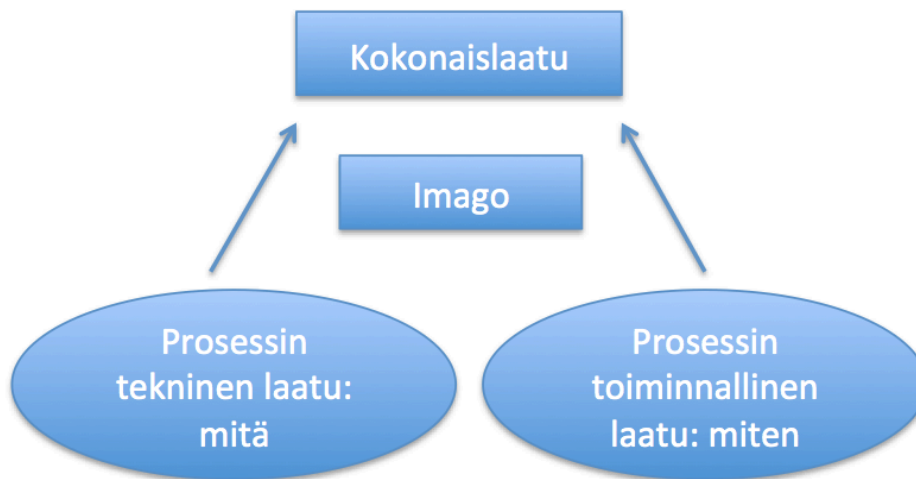 Kokonaislaatu
Imago
Prosessin
tekninen laatu:
mitä
Prosessin
toiminnallinen
laatu: miten